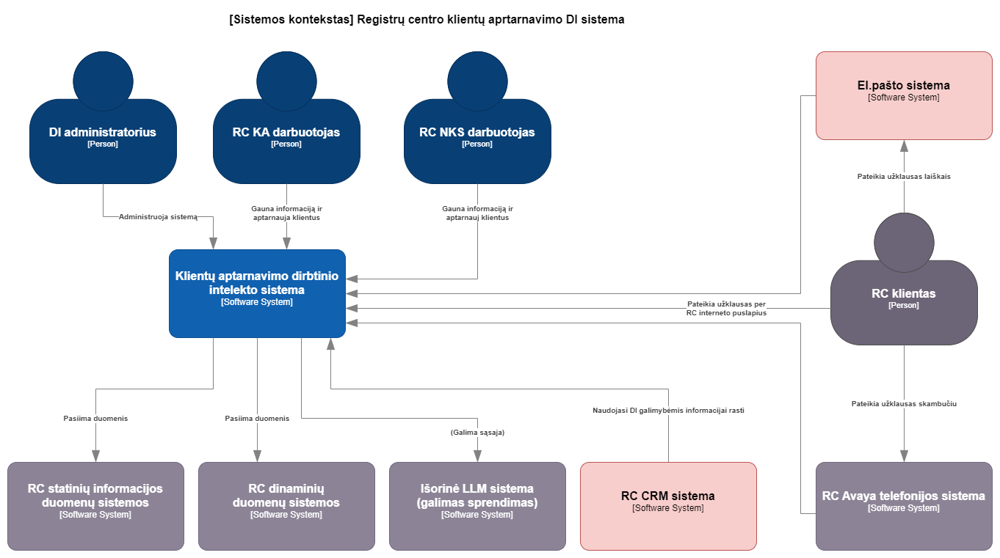 [Sistemos kontekstas] Registrų centro klientų aprtarnavimo DI sistema
DI administratorius
[Person]
RC KA darbuotojas
[Person]
RC NKS darbuotojas
[Person]
El.pašto sistema
[Software System]
Pateikia užklausas laiškais
Administruoja sistemą
Gauna informaciją ir
aptarnauja klientus
Gauna informaciją ir
aptarnauj klientus
Klientų aptarnavimo dirbtinio
intelekto sistema
[Software System]
RC klientas
[Person]
Pateikia užklausas per
RC interneto puslapius
Pasiima duomenis
Pasiima duomenis
(Galima sąsaja)
Naudojasi DI galimybėmis informacijai rasti
Pateikia užklausas skambučiu
RC statinių informacijos
duomenų sistemos
[Software System]
RC dinaminių
duomenų sistemos
[Software System]
Išorinė LLM sistema
(galimas sprendimas)
[Software System]
RC CRM sistema
[Software System]
RC Avaya telefonijos sistema
[Software System]